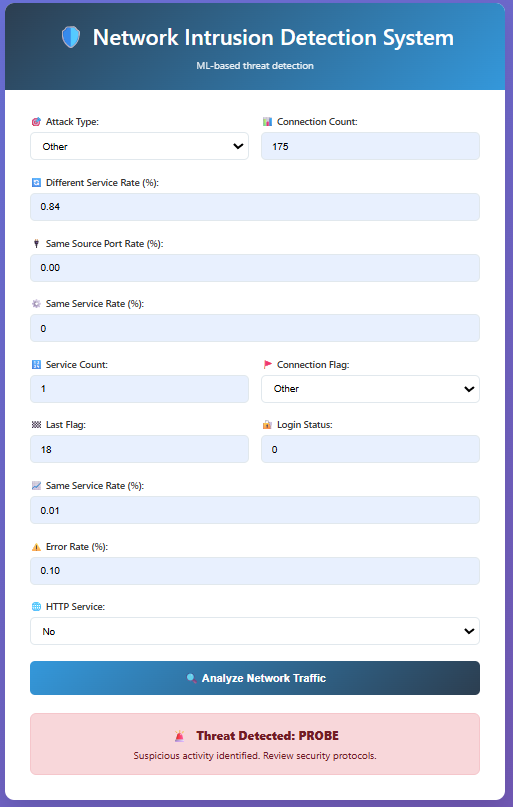 Network Intrusion Detection System
ML-based threat detection
Attack Type: Connection Count:
Other 175
Different Service Rate (%):
0.84
Same Source Port Rate (%):
0.00
Same Service Rate (%):
0
Service Count: Connection Flag:
1 Other
Last Flag: Login Status:
18 0
Same Service Rate (%):
0.01
Error Rate (%):
0.10
HTTP Service:
No
Analyze Network Traffic
Threat Detected: PROBE
Suspicious activity identified. Review security protocols.